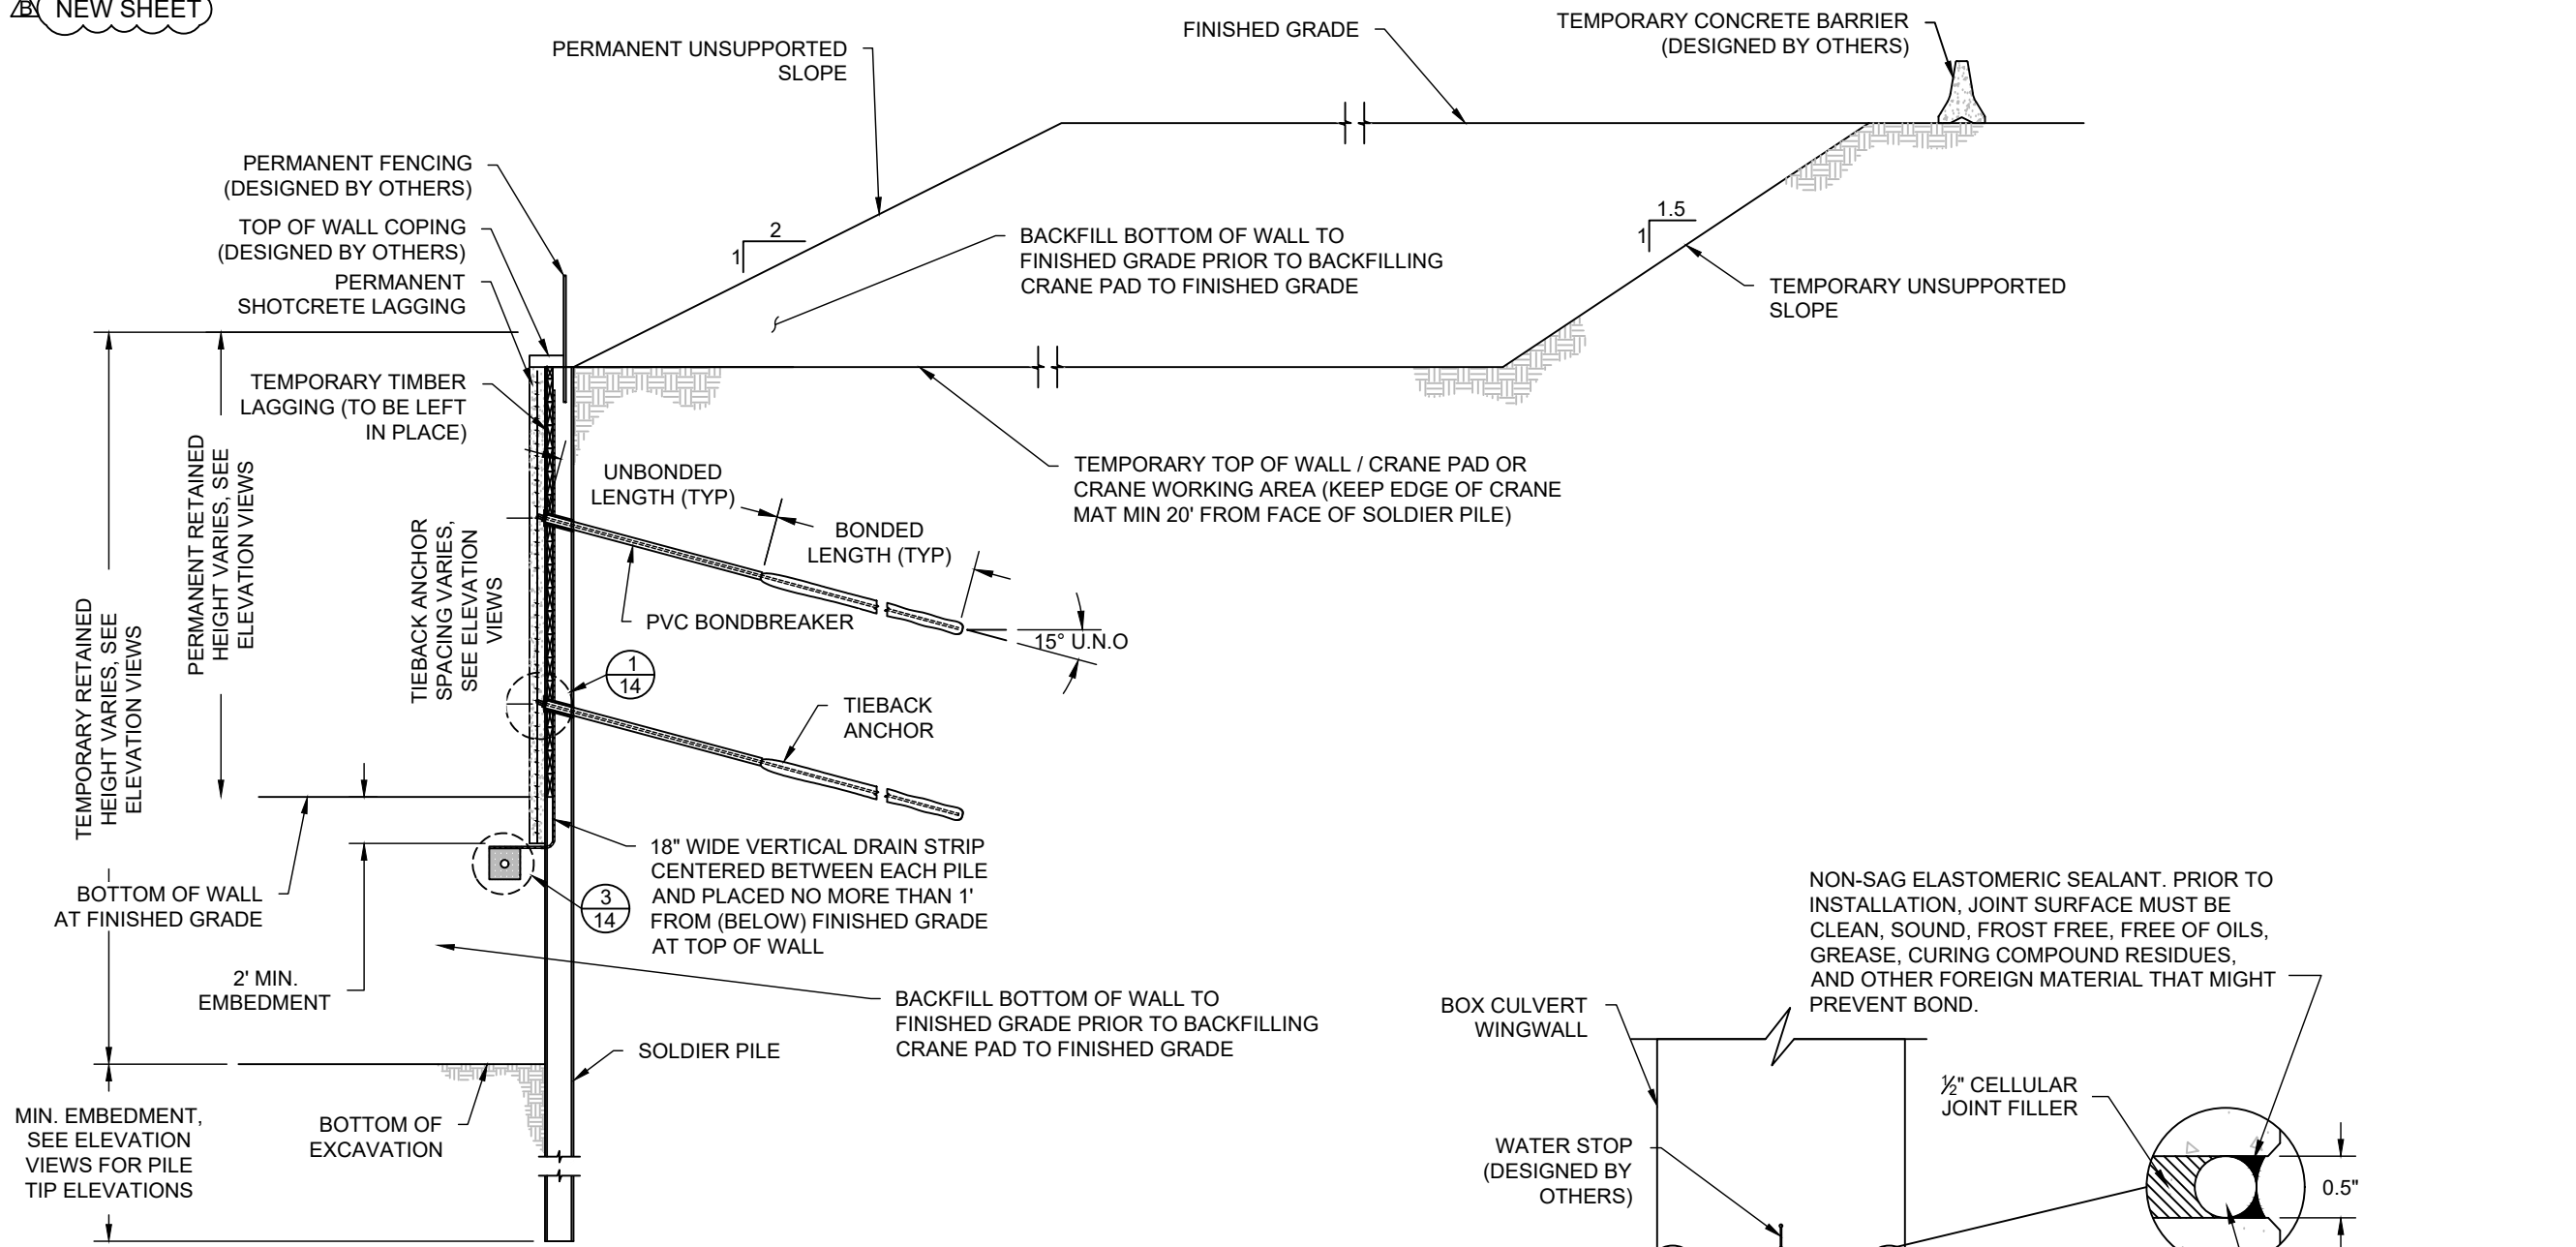 B NEW SHEET
PERMANENT UNSUPPORTED
SLOPE
FINISHED GRADE
TEMPORARY CONCRETE BARRIER
(DESIGNED BY OTHERS)
PERMANENT FENCING
(DESIGNED BY OTHERS)
TOP OF WALL COPING
(DESIGNED BY OTHERS)
PERMANENT
SHOTCRETE LAGGING
2
1
BACKFILL BOTTOM OF WALL TO
FINISHED GRADE PRIOR TO BACKFILLING
CRANE PAD TO FINISHED GRADE
1.5
1
TEMPORARY UNSUPPORTED
SLOPE
TEMPORARY TIMBER
LAGGING (TO BE LEFT
IN PLACE)
TEMPORARY RETAINED
HEIGHT VARIES, SEE
ELEVATION VIEWS
PERMANENT RETAINED
HEIGHT VARIES, SEE
ELEVATION VIEWS
TIEBACK ANCHOR
SPACING VARIES,
SEE ELEVATION
VIEWS
UNBONDED
LENGTH (TYP)
BONDED
LENGTH (TYP)
TEMPORARY TOP OF WALL / CRANE PAD OR
CRANE WORKING AREA (KEEP EDGE OF CRANE
MAT MIN 20' FROM FACE OF SOLDIER PILE)
PVC BONDBREAKER
15° U.N.O
1
14
TIEBACK
ANCHOR
18" WIDE VERTICAL DRAIN STRIP
CENTERED BETWEEN EACH PILE
AND PLACED NO MORE THAN 1'
FROM (BELOW) FINISHED GRADE
AT TOP OF WALL
3
14
BOTTOM OF WALL
AT FINISHED GRADE
2' MIN.
EMBEDMENT
BACKFILL BOTTOM OF WALL TO
FINISHED GRADE PRIOR TO BACKFILLING
CRANE PAD TO FINISHED GRADE
SOLDIER PILE
MIN. EMBEDMENT,
SEE ELEVATION
VIEWS FOR PILE
TIP ELEVATIONS
BOTTOM OF
EXCAVATION
NON-SAG ELASTOMERIC SEALANT. PRIOR TO
INSTALLATION, JOINT SURFACE MUST BE
CLEAN, SOUND, FROST FREE, FREE OF OILS,
GREASE, CURING COMPOUND RESIDUES,
AND OTHER FOREIGN MATERIAL THAT MIGHT
PREVENT BOND.
BOX CULVERT
WINGWALL
½" CELLULAR
JOINT FILLER
WATER STOP
(DESIGNED BY
OTHERS)
0.5"